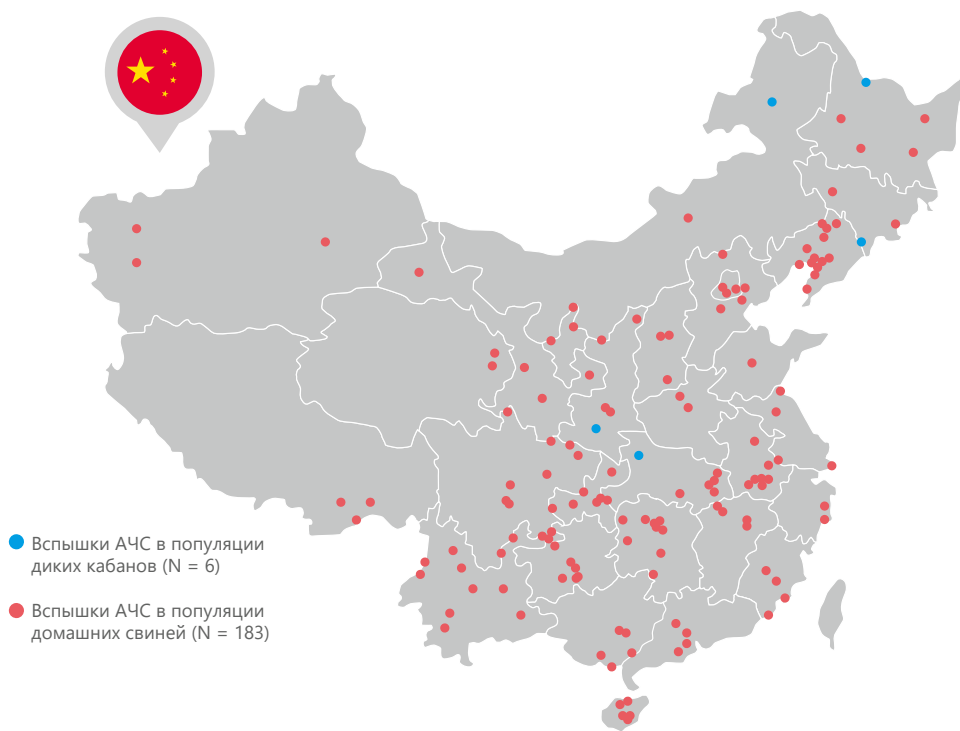 Вспышки АЧС в популяции
диких кабанов (N = 6)
Вспышки АЧС в популяции
домашних свиней (N = 183)